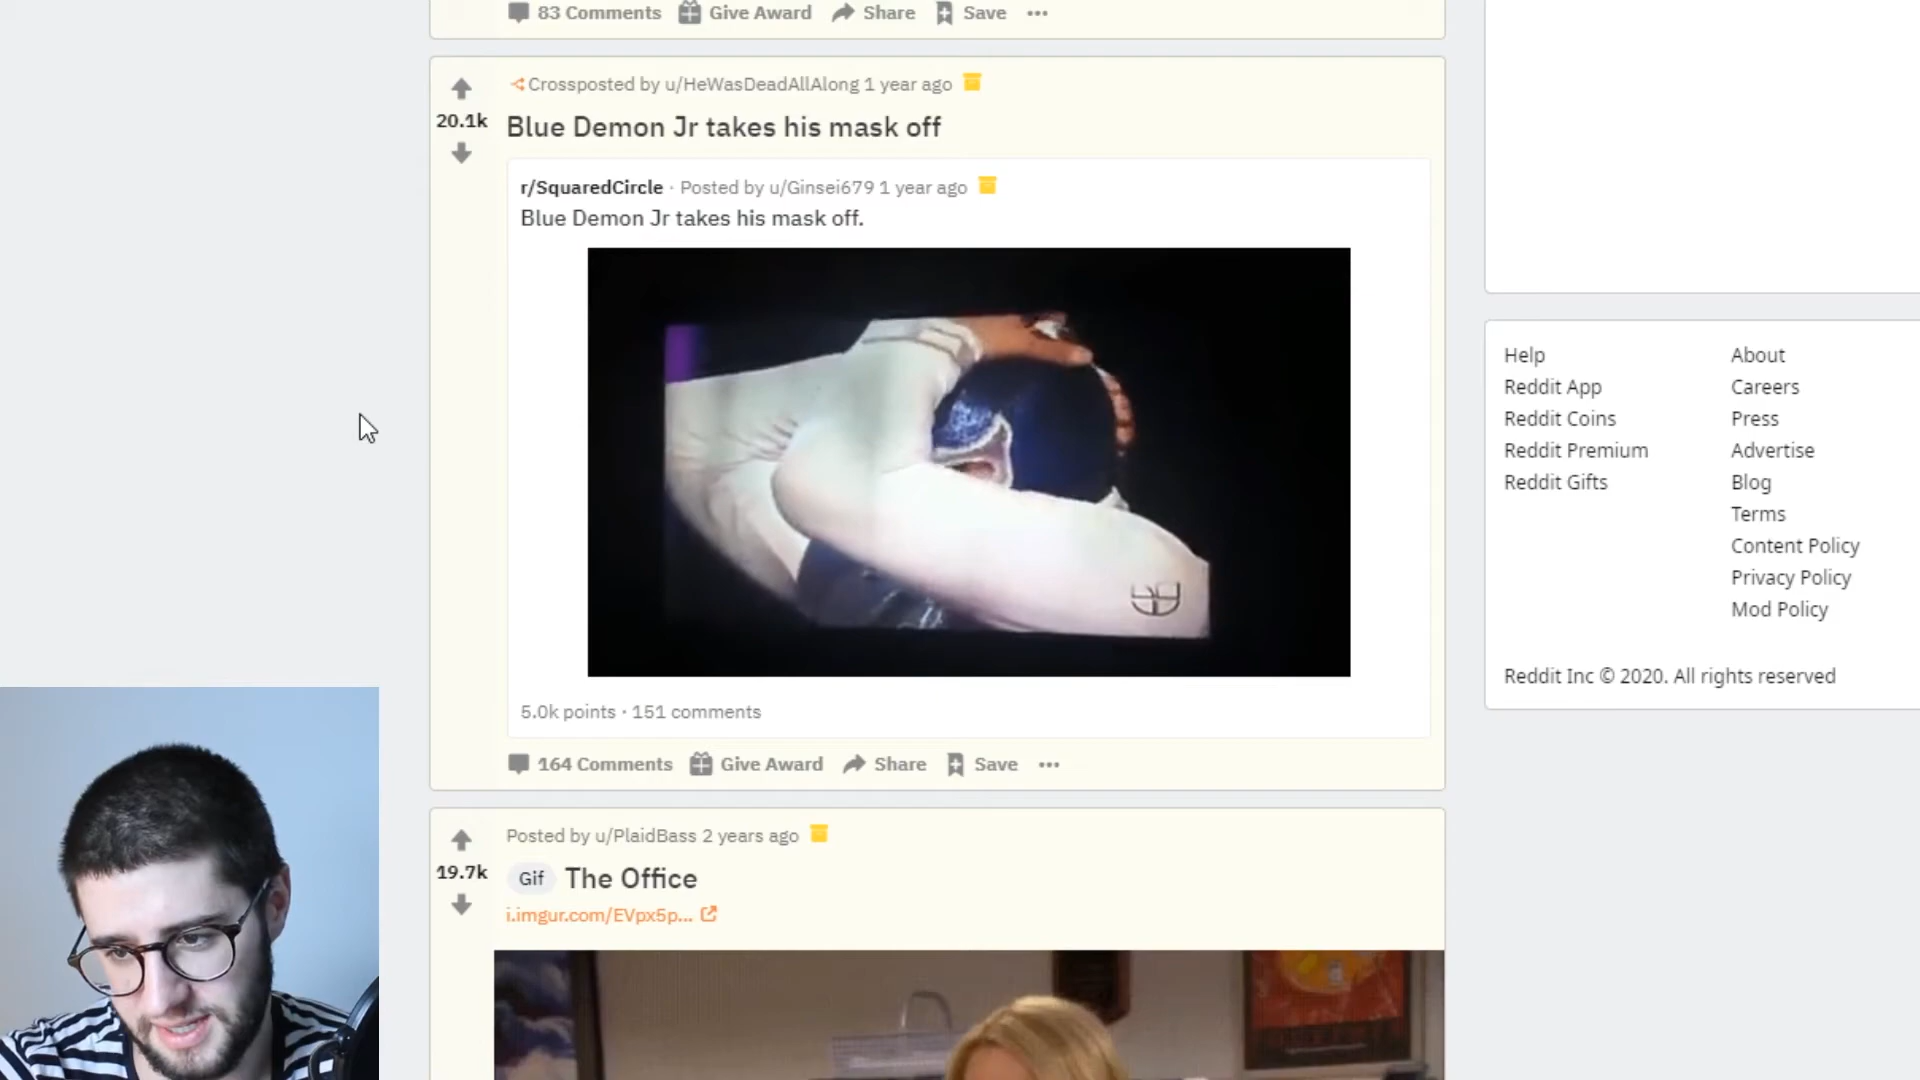 83 Comments Give Award Share Save
Crossposted by u/HeWasDeadAllAlong 1 year ago
20.1k
Blue Demon Jr takes his mask off
r/SquaredCircle · Posted by u/Ginsei679 1 year ago
Blue Demon Jr takes his mask off.
5.0k points · 151 comments
164 Comments Give Award Share Save
Posted by u/PlaidBass 2 years ago
19.7k
Gif The Office
i.imgur.com/EVpx5p...
Help
Reddit App
Reddit Coins
Reddit Premium
Reddit Gifts
About
Careers
Press
Advertise
Blog
Terms
Content Policy
Privacy Policy
Mod Policy
Reddit Inc © 2020. All rights reserved